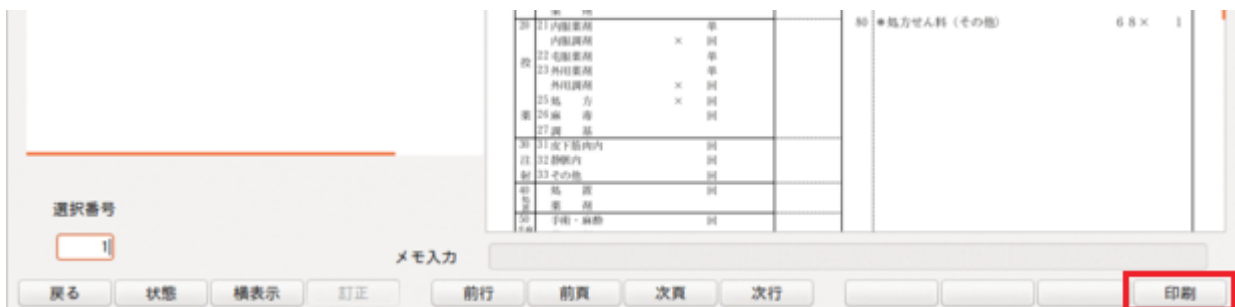 薬 剤
20 21 内服薬剤 単
内服調剤 × 回
22 屯服薬剤 単
投 23 外用薬剤 単
外用調剤 × 回
25 処 方 × 回
薬 26 麻 毒 回
27 調 基
30 31 皮下筋肉内 回
注 32 静脈内 回
射 33 その他 回
40 処 置 回
処置 薬 剤
50 手術・麻酔 回
80 *処方せん料(その他) 68× 1
選択番号
1
メモ入力
戻る 状態 横表示 訂正 前行 前頁 次頁 次行 印刷